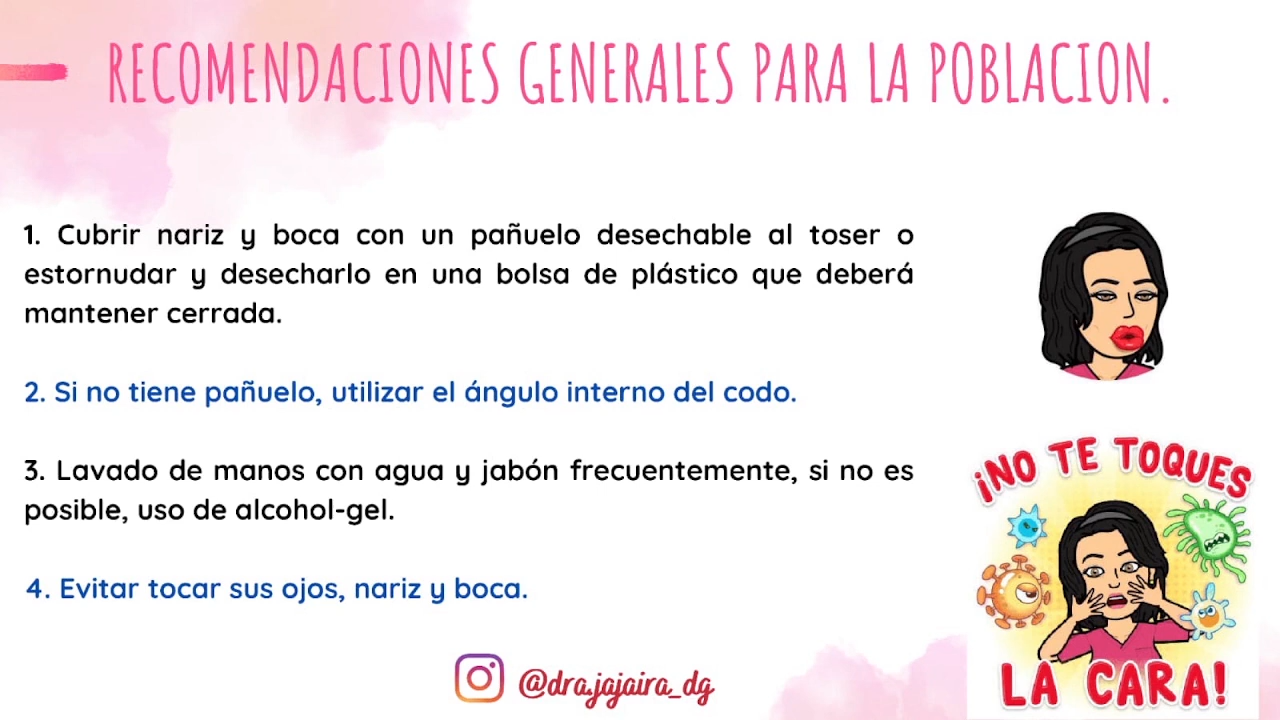 RECOMENDACIONES GENERALES PARA LA POBLACION.
1. Cubrir nariz y boca con un pañuelo desechable al toser o
estornudar y desecharlo en una bolsa de plástico que deberá
mantener cerrada.
2. Si no tiene pañuelo, utilizar el ángulo interno del codo.
3. Lavado de manos con agua y jabón frecuentemente, si no es
posible, uso de alcohol-gel.
4. Evitar tocar sus ojos, nariz y boca.
¡NO TE TOQUES
LA CARA!
@dra.jajaira_dg